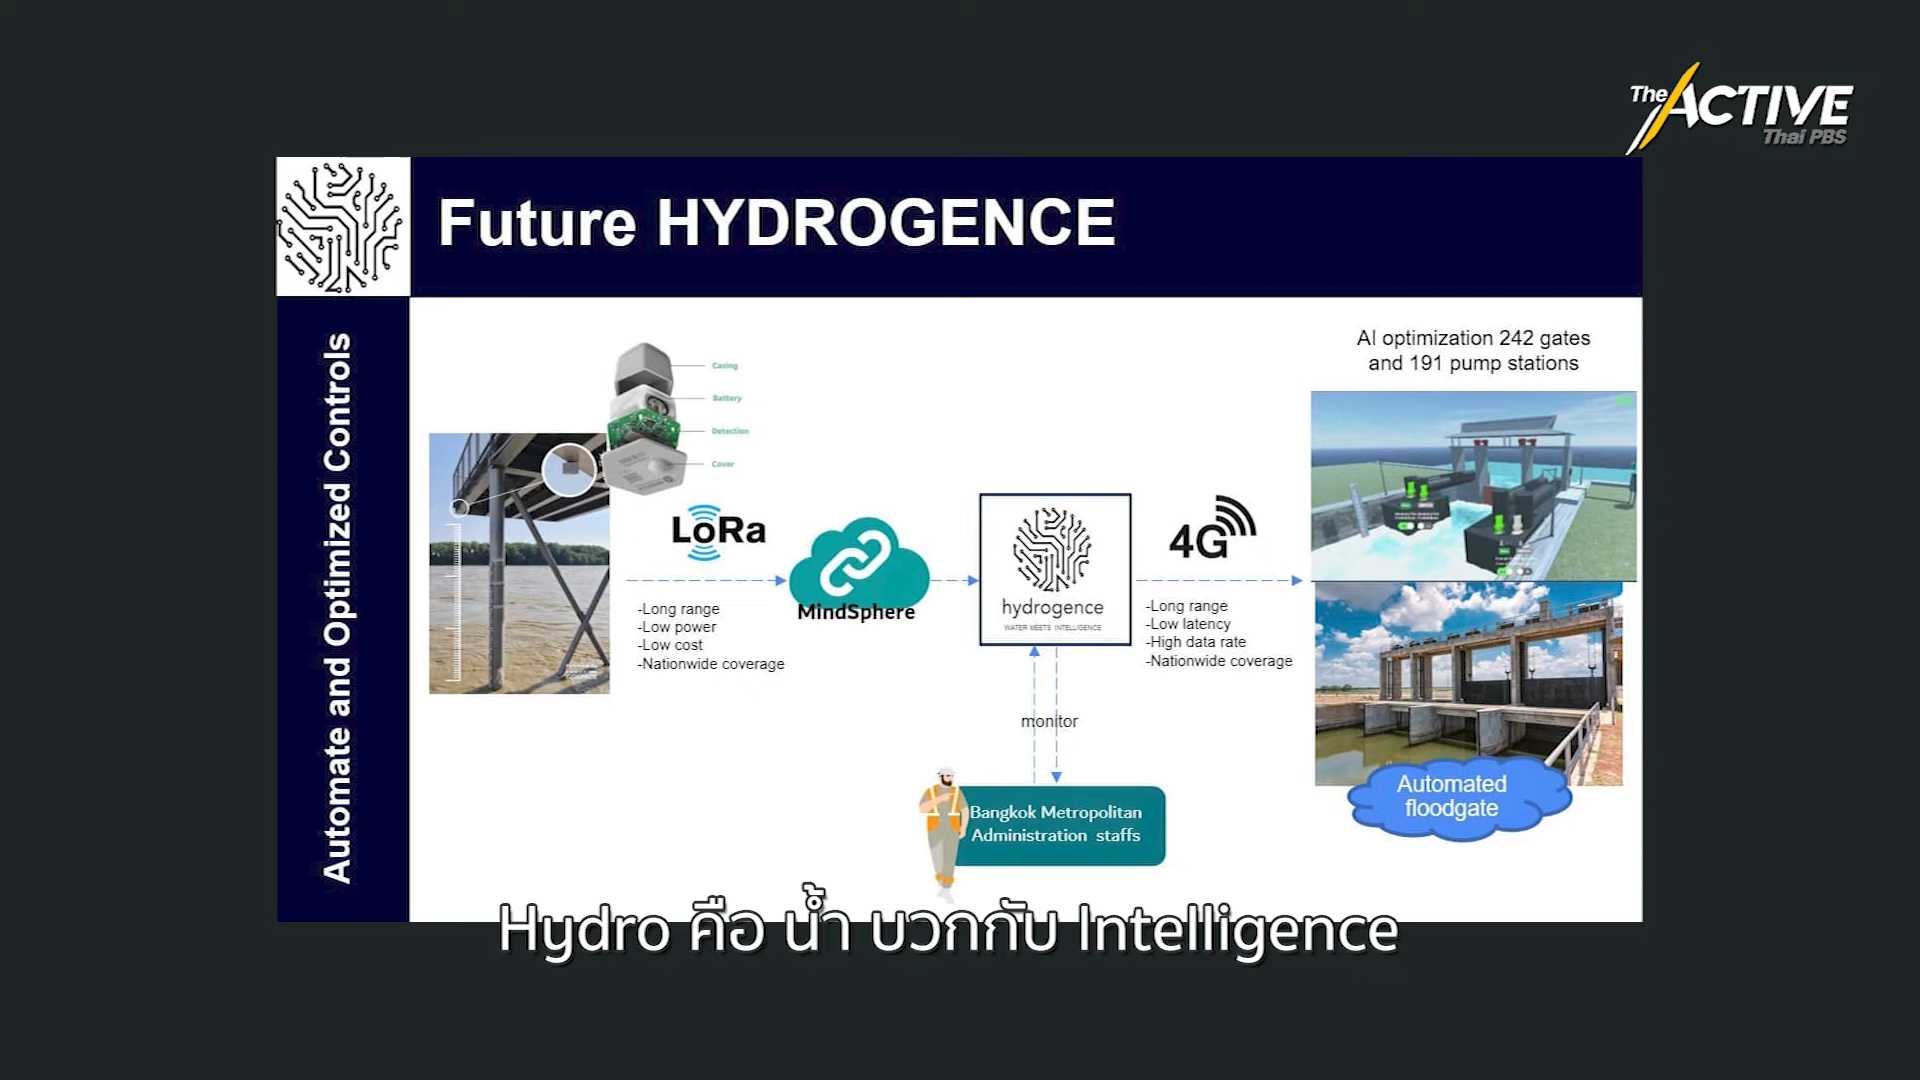 The ACTIVE
Thai PBS
Future HYDROGENCE
Automate and Optimized Controls
Casing
Battery
Detection
Cover
LoRa
-Long range
-Low power
-Low cost
-Nationwide coverage
MindSphere
hydrogence
WATER MEETS INTELLIGENCE
4G
-Long range
-Low latency
-High data rate
-Nationwide coverage
monitor
Bangkok Metropolitan
Administration staffs
AI optimization 242 gates
and 191 pump stations
Automated
floodgate
Hydro คือ น้ำ บวกกับ Intelligence